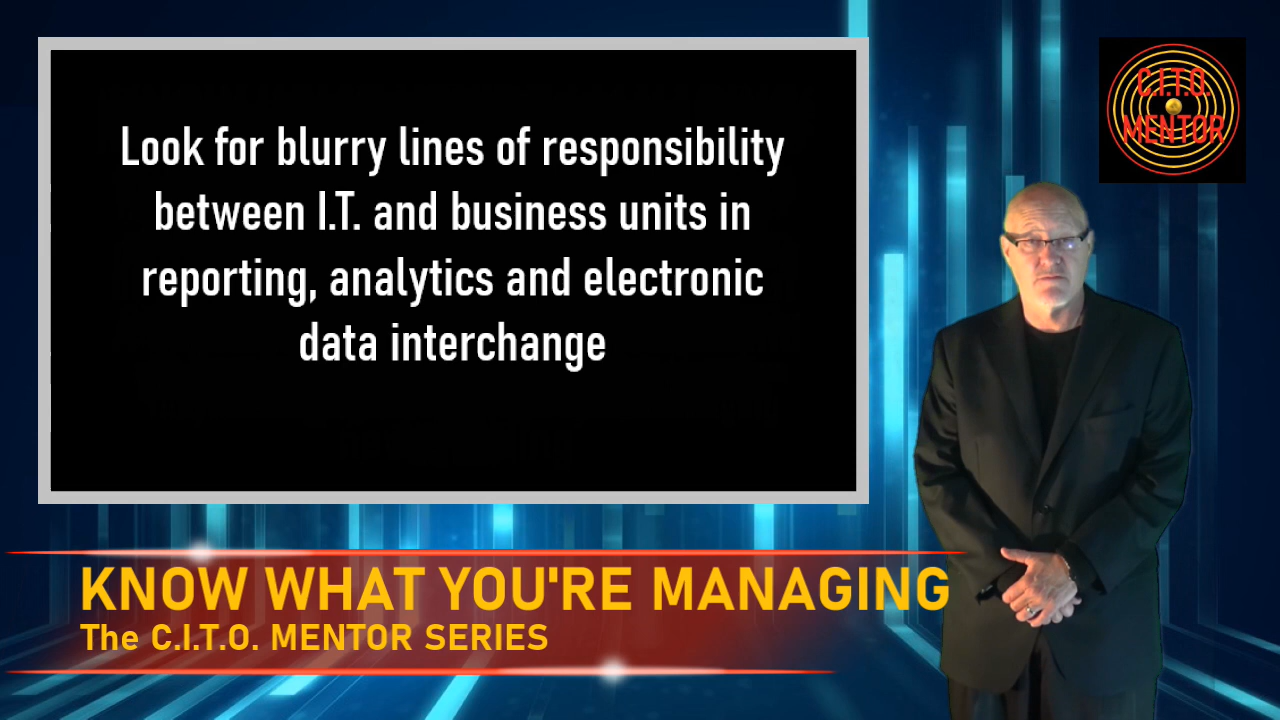 Look for blurry lines of responsibility
between I.T. and business units in
reporting, analytics and electronic
data interchange
C.I.T.O.
MENTOR
KNOW WHAT YOU'RE MANAGING
The C.I.T.O. MENTOR SERIES